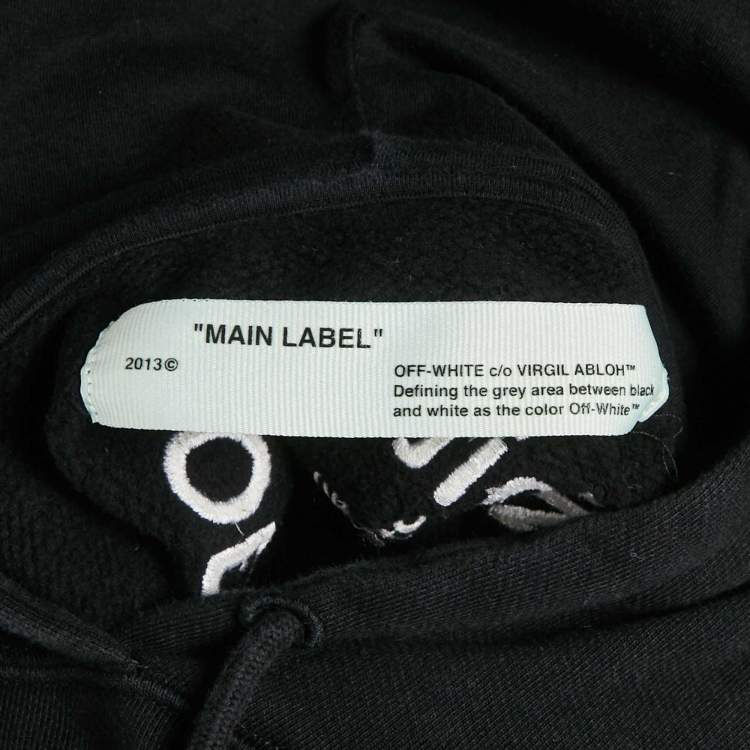 "MAIN LABEL"
2013©
OFF-WHITE c/o VIRGIL ABLOH™
Defining the grey area between black
and white as the color Off-White™